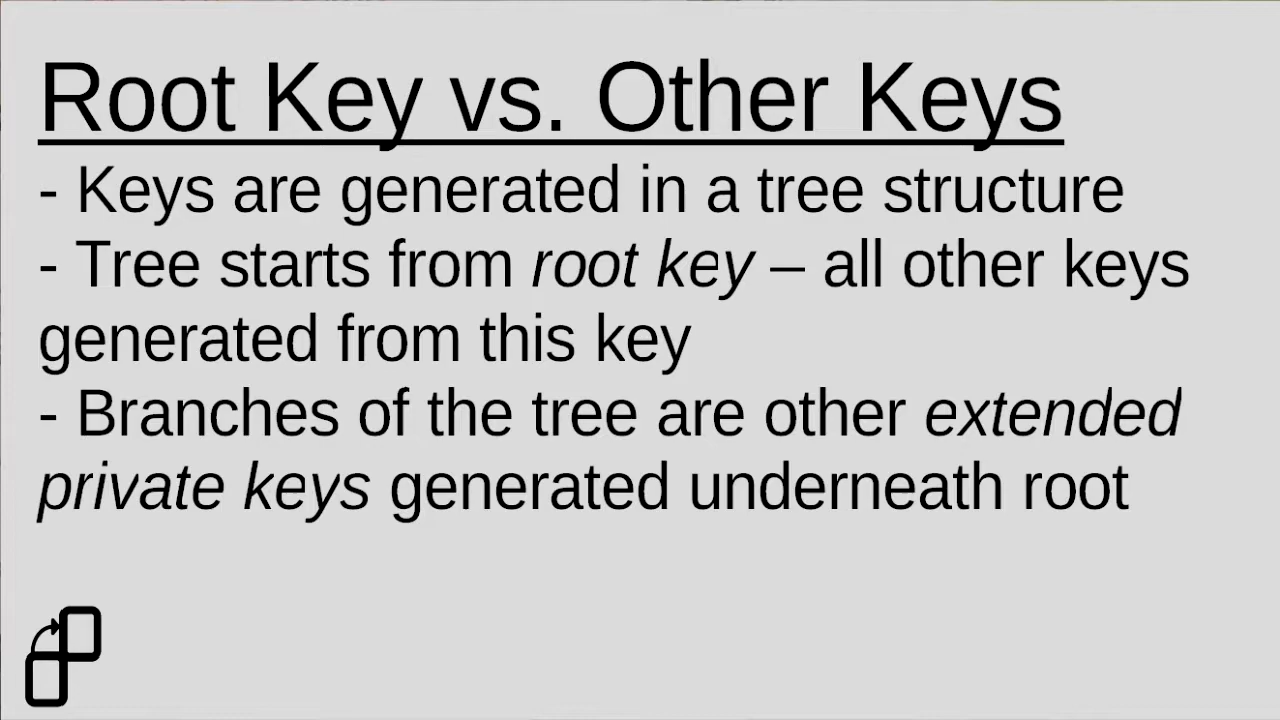 Root Key vs. Other Keys
- Keys are generated in a tree structure
- Tree starts from root key – all other keys
generated from this key
- Branches of the tree are other extended
private keys generated underneath root